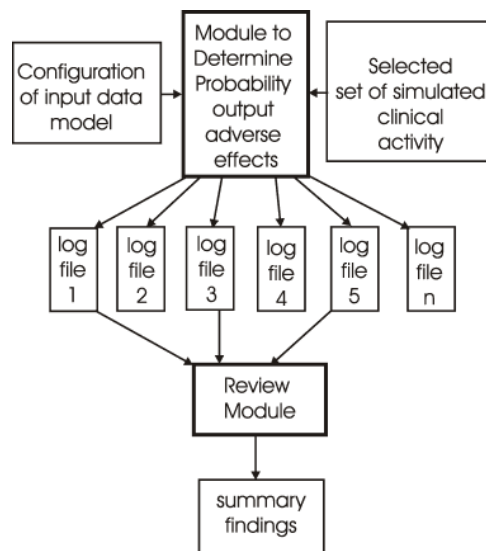 Configuration
of input data
model
Module to
Determine
Probability
output
adverse
effects
Selected
set of simulated
clinical
activity
log
file
1
log
file
2
log
file
3
log
file
4
log
file
5
log
file
n
Review
Module
summary
findings